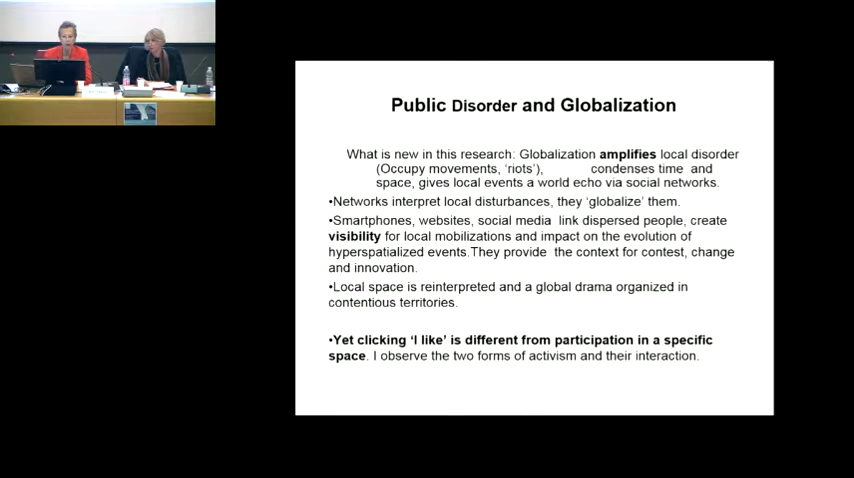 Public Disorder and Globalization
What is new in this research: Globalization amplifies local disorder
(Occupy movements, ‘riots’), condenses time and
space, gives local events a world echo via social networks.
•Networks interpret local disturbances, they ‘globalize’ them.
•Smartphones, websites, social media link dispersed people, create
visibility for local mobilizations and impact on the evolution of
hyperspatialized events.They provide the context for contest, change
and innovation.
•Local space is reinterpreted and a global drama organized in
contentious territories.
•Yet clicking ‘I like’ is different from participation in a specific
space. I observe the two forms of activism and their interaction.